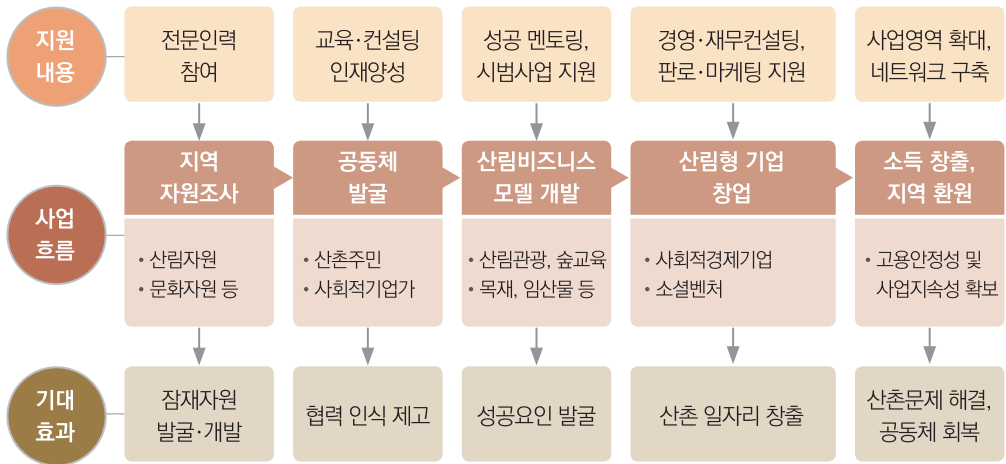 지원
내용
전문인력
참여
교육·컨설팅
인재양성
성공 멘토링,
시범사업 지원
경영·재무컨설팅,
판로·마케팅 지원
사업영역 확대,
네트워크 구축
사업
흐름
지역
자원조사
• 산림자원
• 문화자원 등
공동체
발굴
• 산촌주민
• 사회적기업가
산림비즈니스
모델 개발
• 산림관광, 숲교육
• 목재, 임산물 등
산림형 기업
창업
• 사회적경제기업
• 소셜벤처
소득 창출,
지역 환원
• 고용안정성 및
사업지속성 확보
기대
효과
잠재자원
발굴·개발
협력 인식 제고
성공요인 발굴
산촌 일자리 창출
산촌문제 해결,
공동체 회복